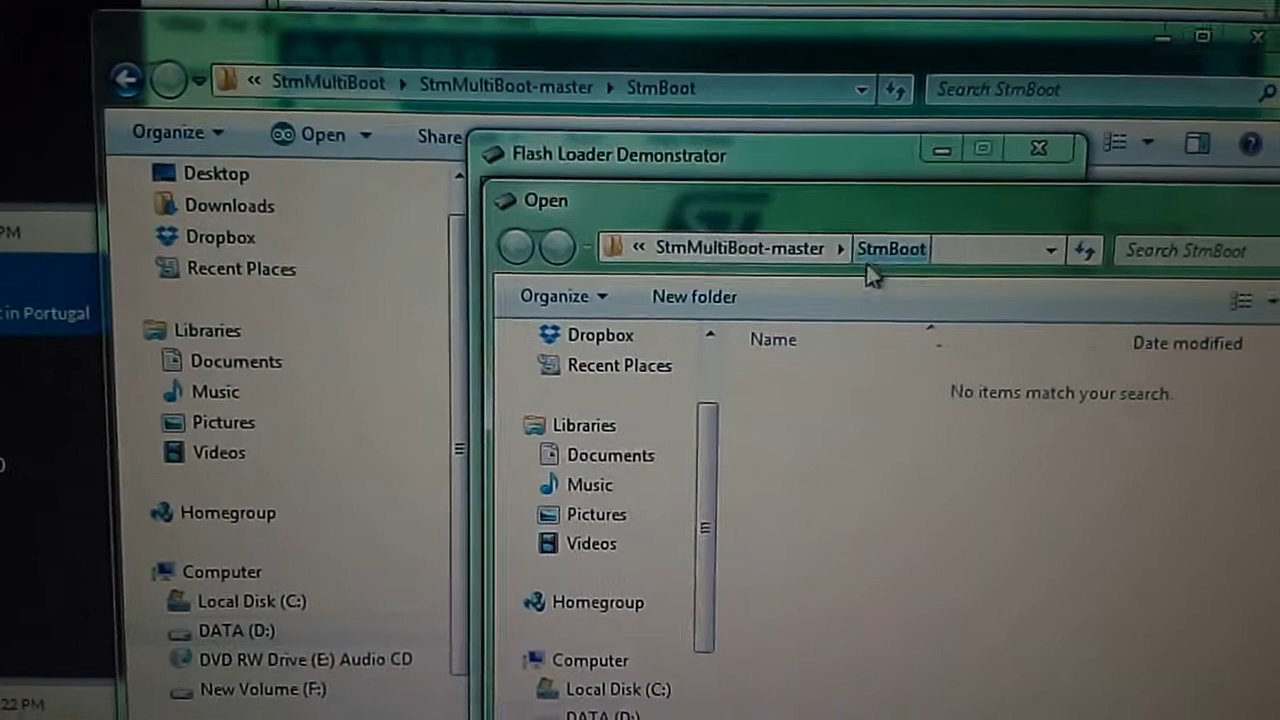 « StmMultiBoot ▸ StmMultiBoot-master ▸ StmBoot
Search StmBoot
Organize
Open
Share
Desktop
Downloads
Dropbox
Recent Places
Libraries
Documents
Music
Pictures
Videos
Homegroup
Computer
Local Disk (C:)
DATA (D:)
DVD RW Drive (E) Audio CD
New Volume (F:)
PM
in Portugal
22 PM
Flash Loader Demonstrator
Open
« StmMultiBoot-master ▸ StmBoot
Search StmBoot
Organize
New folder
Name
Date modified
No items match your search.
Dropbox
Recent Places
Libraries
Documents
Music
Pictures
Videos
Homegroup
Computer
Local Disk (C:)
DATA (D:)